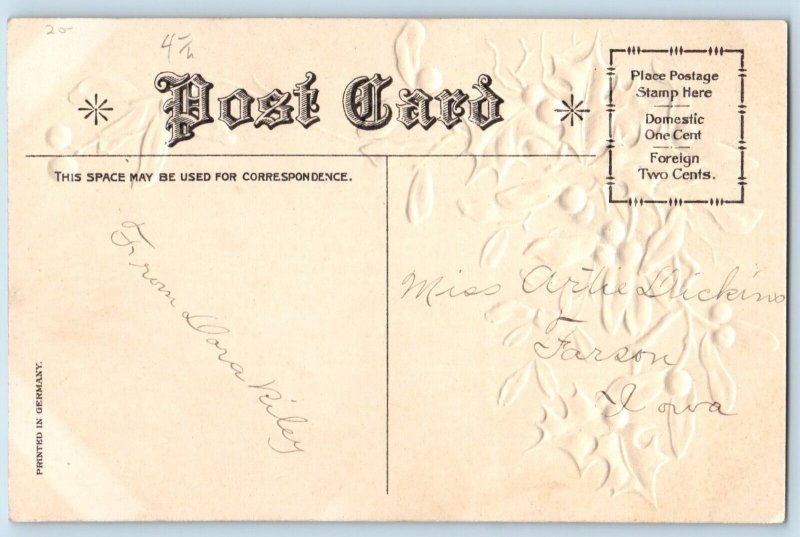 20
Post Card
Place Postage
Stamp Here
Domestic
One Cent
Foreign
Two Cents.
THIS SPACE MAY BE USED FOR CORRESPONDENCE.
From Dora Riley
Miss Artie Dickins
Farson
Iowa
PRINTED IN GERMANY.